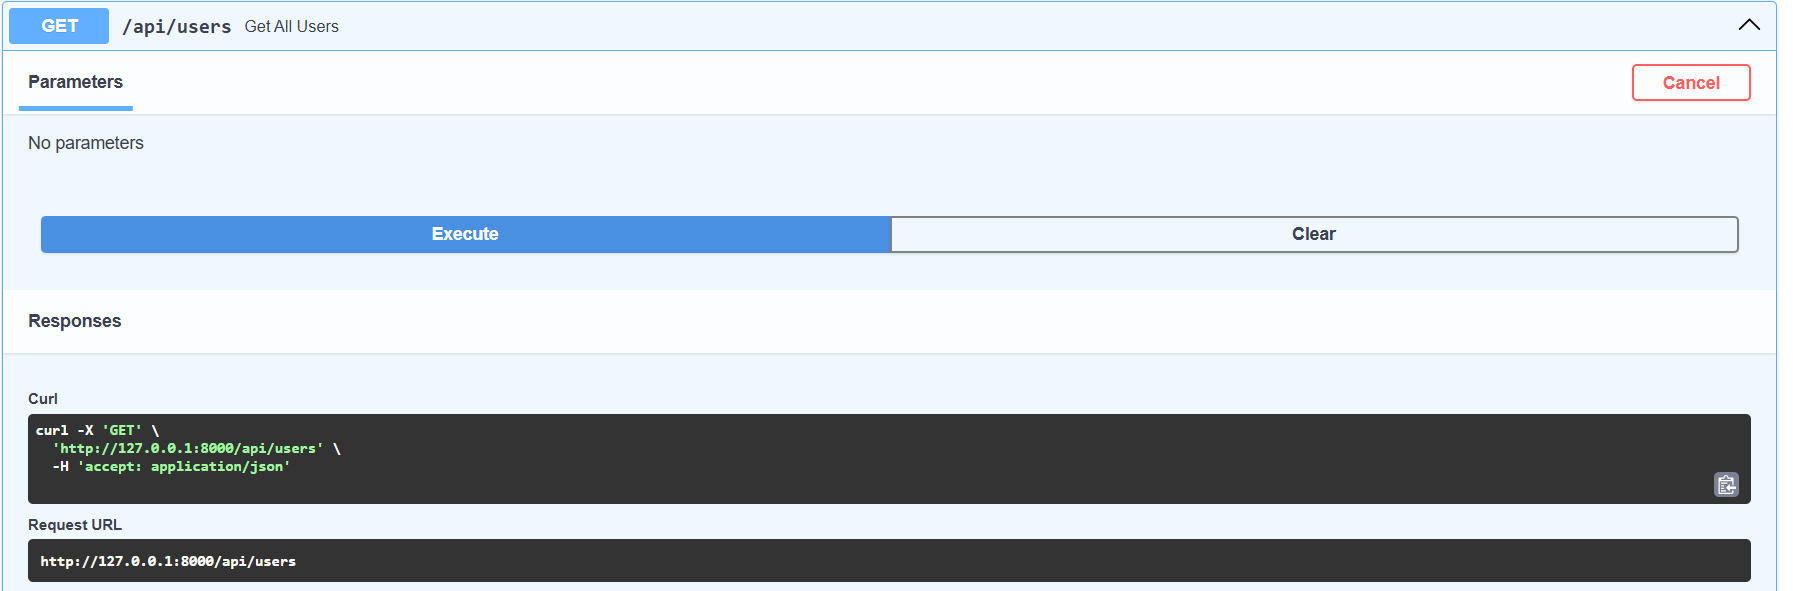 GET /api/users Get All Users
Parameters
Cancel
No parameters
Execute
Clear
Responses
Curl
curl -X 'GET' \
  'http://127.0.0.1:8000/api/users' \
  -H 'accept: application/json'
Request URL
http://127.0.0.1:8000/api/users